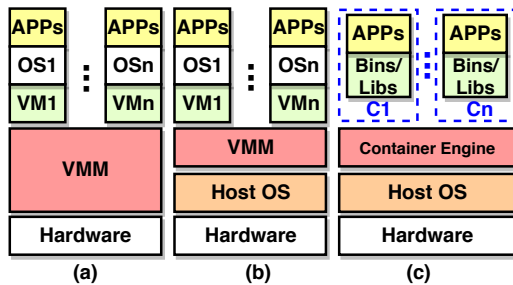 APPs APPs
OS1 OSn
VM1 VMn
VMM
Hardware
(a)
APPs APPs
OS1 OSn
VM1 VMn
VMM
Host OS
Hardware
(b)
APPs APPs
Bins/ Bins/
Libs Libs
C1 Cn
Container Engine
Host OS
Hardware
(c)